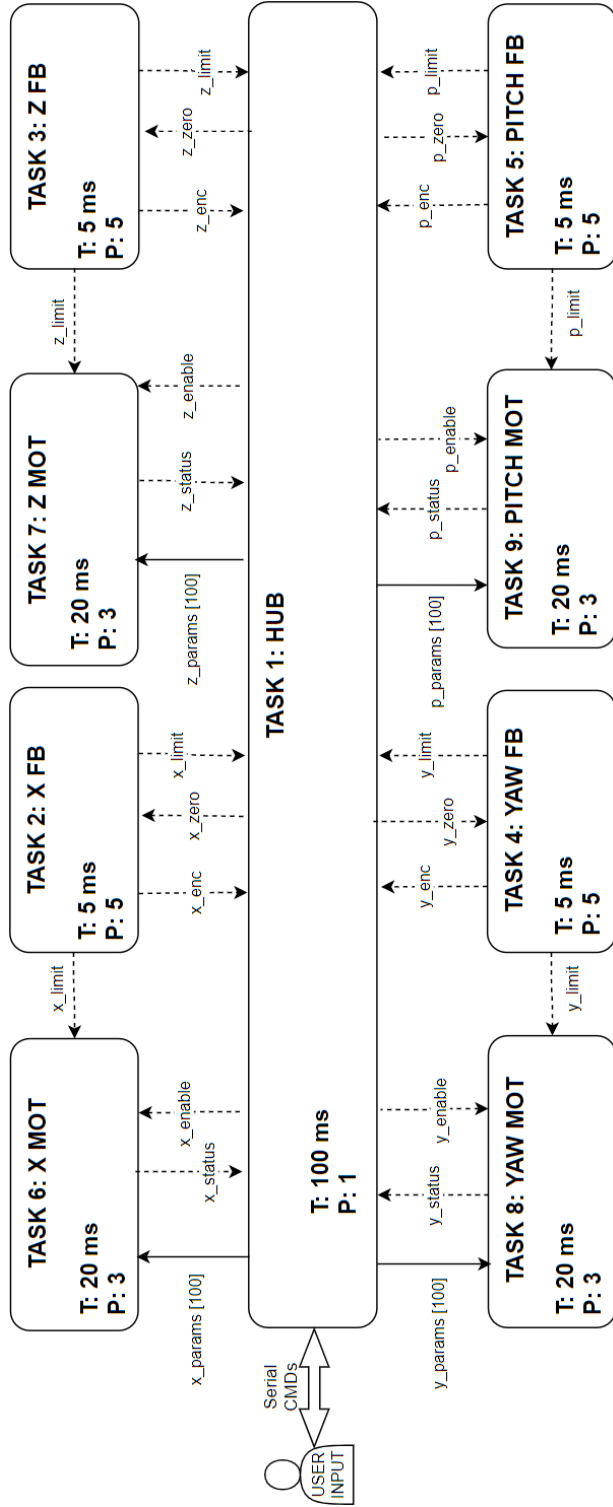 TASK 6: X MOT
T: 20 ms
P: 3
x_limit
TASK 2: X FB
T: 5 ms
P: 5
TASK 7: Z MOT
T: 20 ms
P: 3
z_limit
TASK 3: Z FB
T: 5 ms
P: 5
x_params [100]
x_status
x_enable
x_enc
x_zero
x_limit
z_params [100]
z_status
z_enable
z_enc
z_zero
z_limit
USER
INPUT
Serial
CMDs
TASK 1: HUB
T: 100 ms
P: 1
y_params [100]
y_status
y_enable
y_enc
y_zero
y_limit
p_params [100]
p_status
p_enable
p_enc
p_zero
p_limit
TASK 8: YAW MOT
T: 20 ms
P: 3
y_limit
TASK 4: YAW FB
T: 5 ms
P: 5
TASK 9: PITCH MOT
T: 20 ms
P: 3
p_limit
TASK 5: PITCH FB
T: 5 ms
P: 5